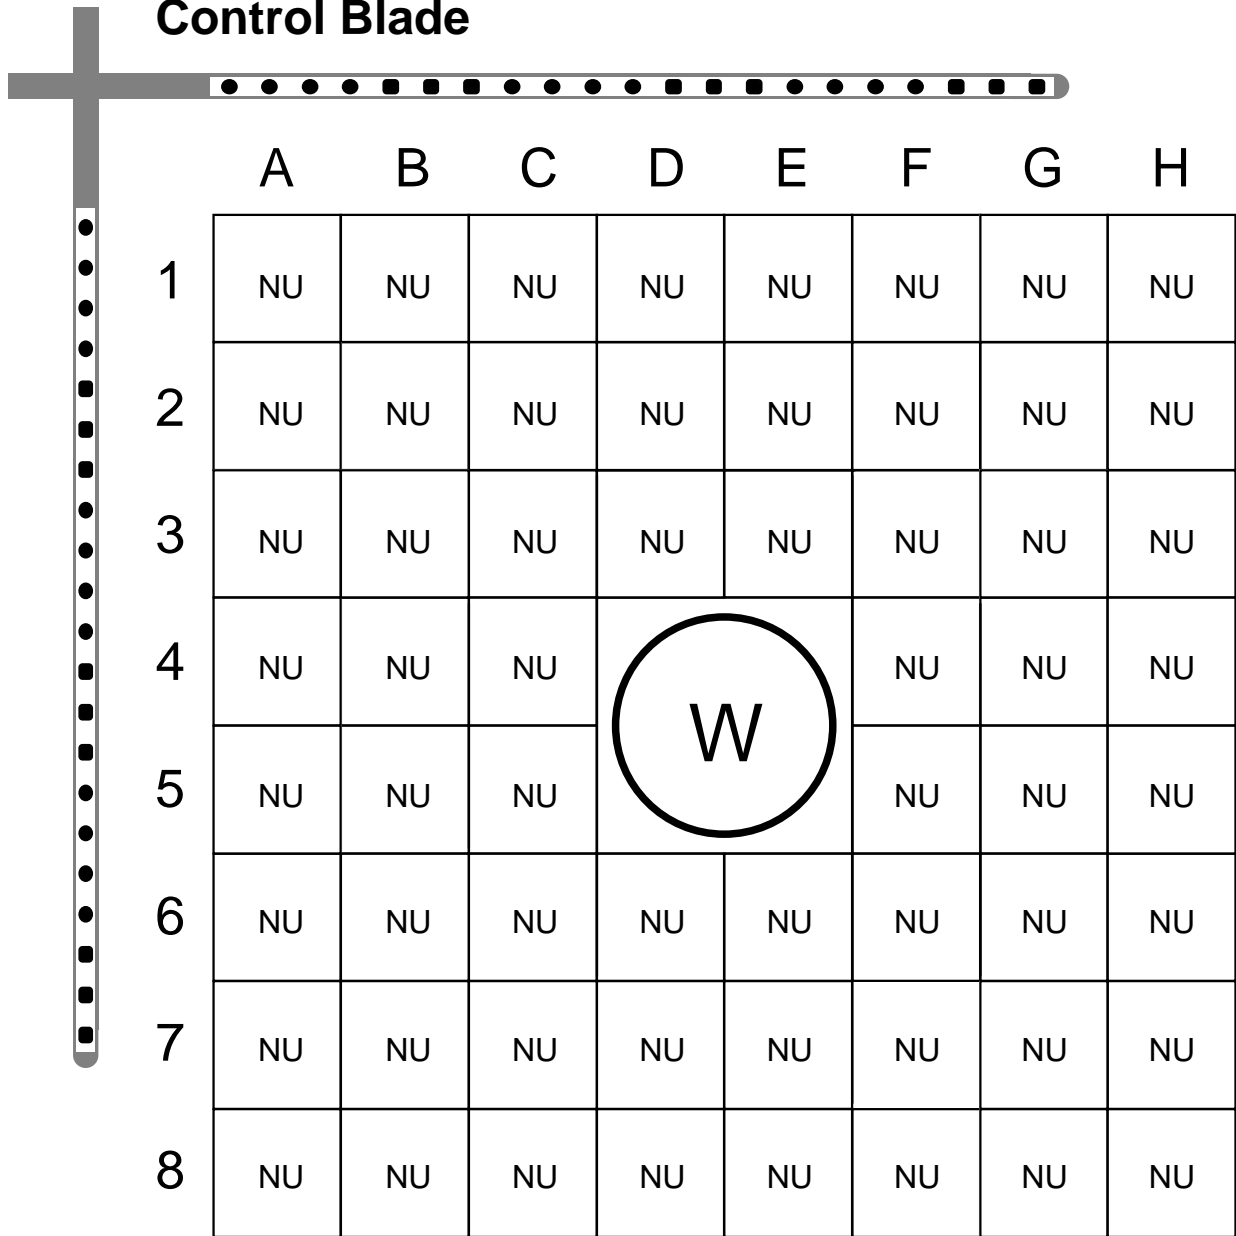 Control Blade
A B C D E F G H
1 NU NU NU NU NU NU NU NU
2 NU NU NU NU NU NU NU NU
3 NU NU NU NU NU NU NU NU
4 NU NU NU NU NU NU
W
5 NU NU NU NU NU NU
6 NU NU NU NU NU NU NU NU
7 NU NU NU NU NU NU NU NU
8 NU NU NU NU NU NU NU NU